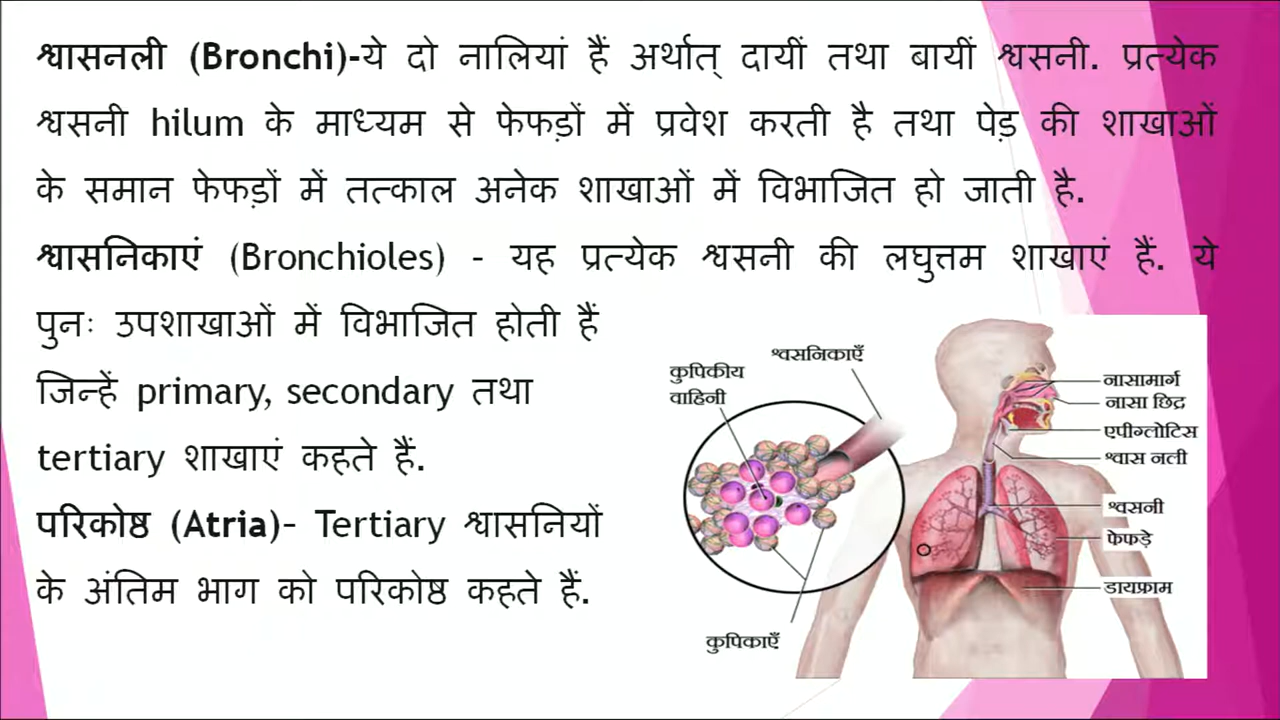 श्वासनली (Bronchi)-ये दो नालियां हैं अर्थात् दायीं तथा बायीं श्वसनी. प्रत्येक
श्वसनी hilum के माध्यम से फेफड़ों में प्रवेश करती है तथा पेड़ की शाखाओं
के समान फेफड़ों में तत्काल अनेक शाखाओं में विभाजित हो जाती है.
श्वासनिकाएं (Bronchioles) - यह प्रत्येक श्वसनी की लघुत्तम शाखाएं हैं. ये
पुनः उपशाखाओं में विभाजित होती हैं
जिन्हें primary, secondary तथा
tertiary शाखाएं कहते हैं.
परिकोष्ठ (Atria)- Tertiary श्वासनियों
के अंतिम भाग को परिकोष्ठ कहते हैं.
श्वसनिकाएँ
कुपिकीय
वाहिनी
कुपिकाएँ
नासामार्ग
नासा छिद्र
एपीग्लोटिस
श्वास नली
श्वसनी
फेफड़े
डायफ्राम